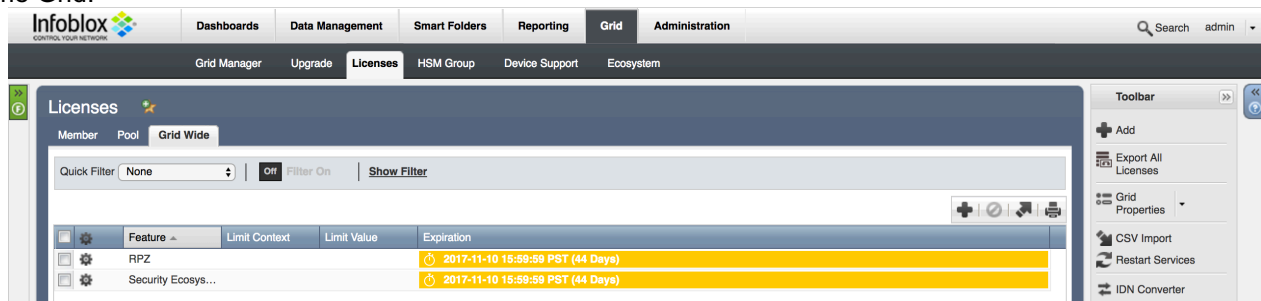 Infoblox
CONTROL YOUR NETWORK
Dashboards Data Management Smart Folders Reporting Grid Administration
Search admin
Grid Manager Upgrade Licenses HSM Group Device Support Ecosystem
Licenses
Member Pool Grid Wide
Quick Filter None Off Filter On Show Filter
Feature Limit Context Limit Value Expiration
RPZ 2017-11-10 15:59:59 PST (44 Days)
Security Ecosys... 2017-11-10 15:59:59 PST (44 Days)
Toolbar
Add
Export All
Licenses
Grid
Properties
CSV Import
Restart Services
IDN Converter